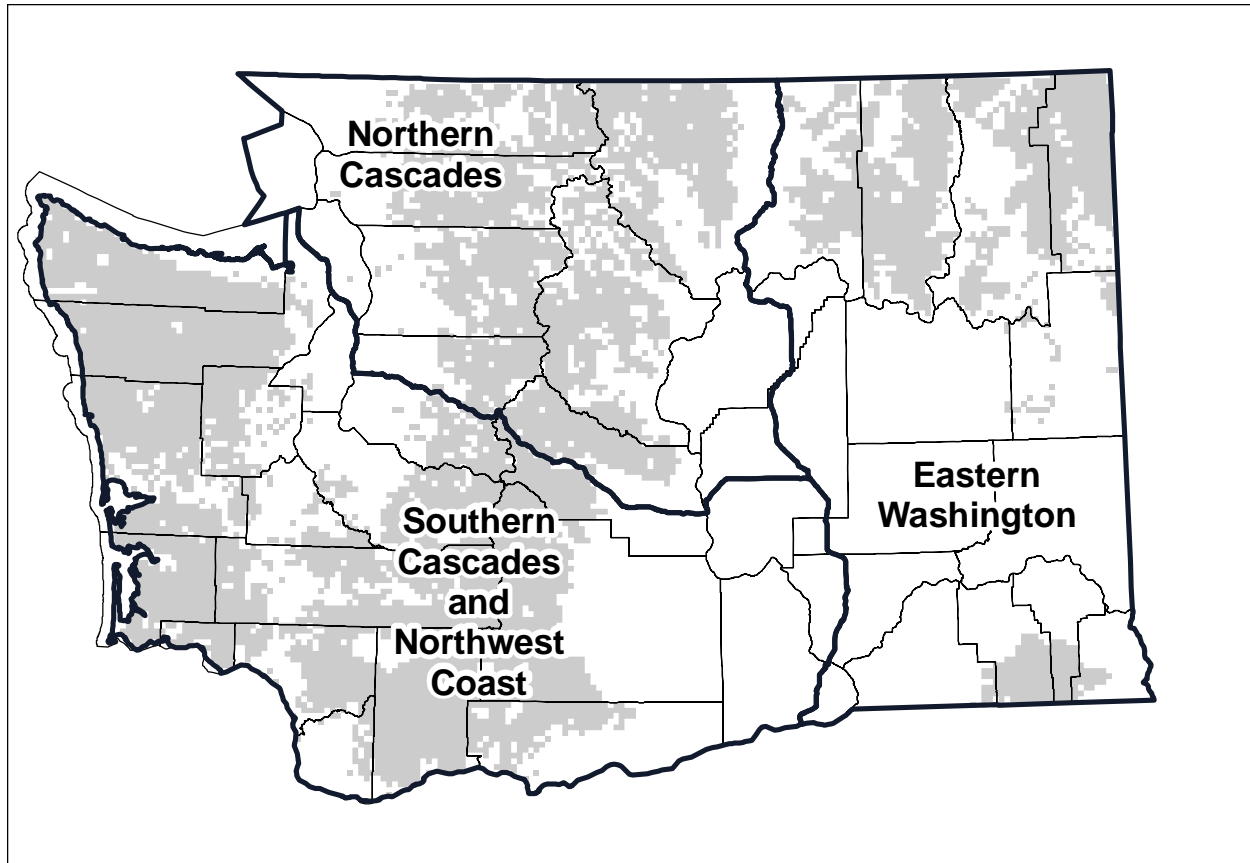 Northern
Cascades
Eastern
Washington
Southern
Cascades
and
Northwest
Coast